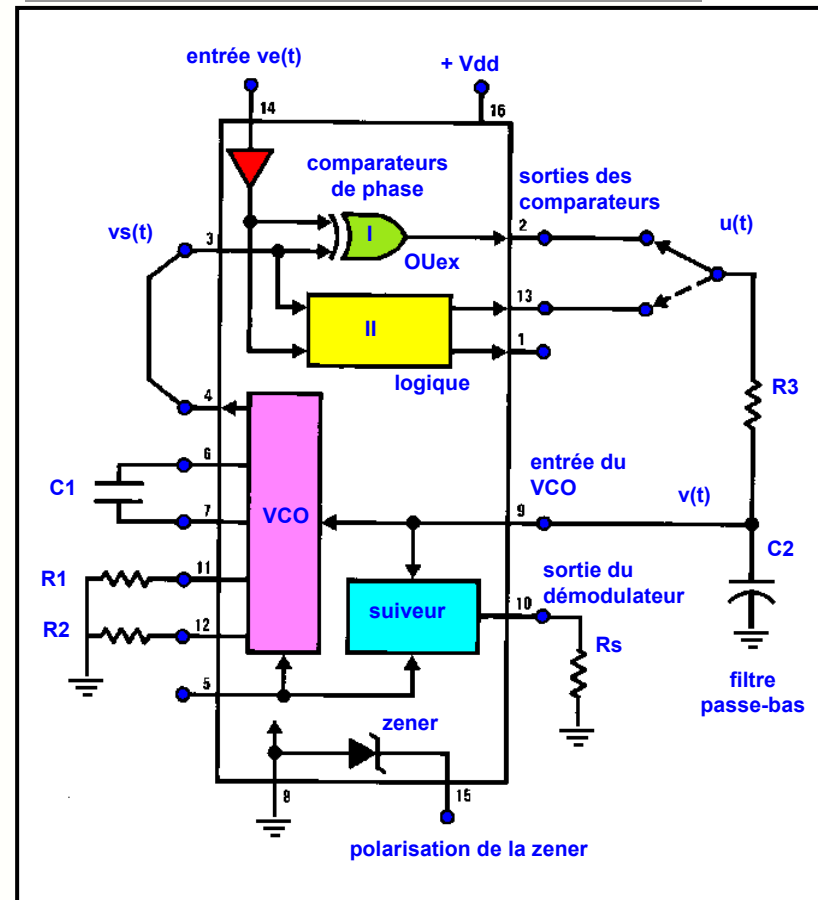 entrée ve(t)
+ Vdd
14
16
comparateurs
de phase
sorties des
comparateurs
vs(t)
3
I
2
u(t)
OUex
13
II
1
logique
4
R3
6
entrée du
VCO
C1
v(t)
7
VCO
9
C2
R1
11
sortie du
démodulateur
suiveur
10
R2
12
Rs
5
filtre
passe-bas
zener
8
15
polarisation de la zener